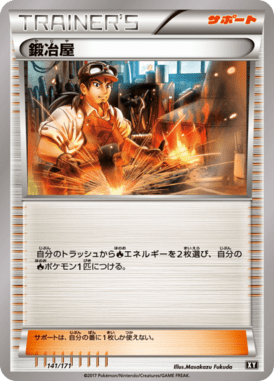 TRAINER'S
サポート
かじや
鍛冶屋
自分のトラッシュから🔥エネルギーを2枚選び、自分の
🔥ポケモン1匹につける。
サポートは、自分の番に1枚しか使えない。
141/171
Illus.Masakazu Fukuda
XY
©2017 Pokémon/Nintendo/Creatures/GAME FREAK.